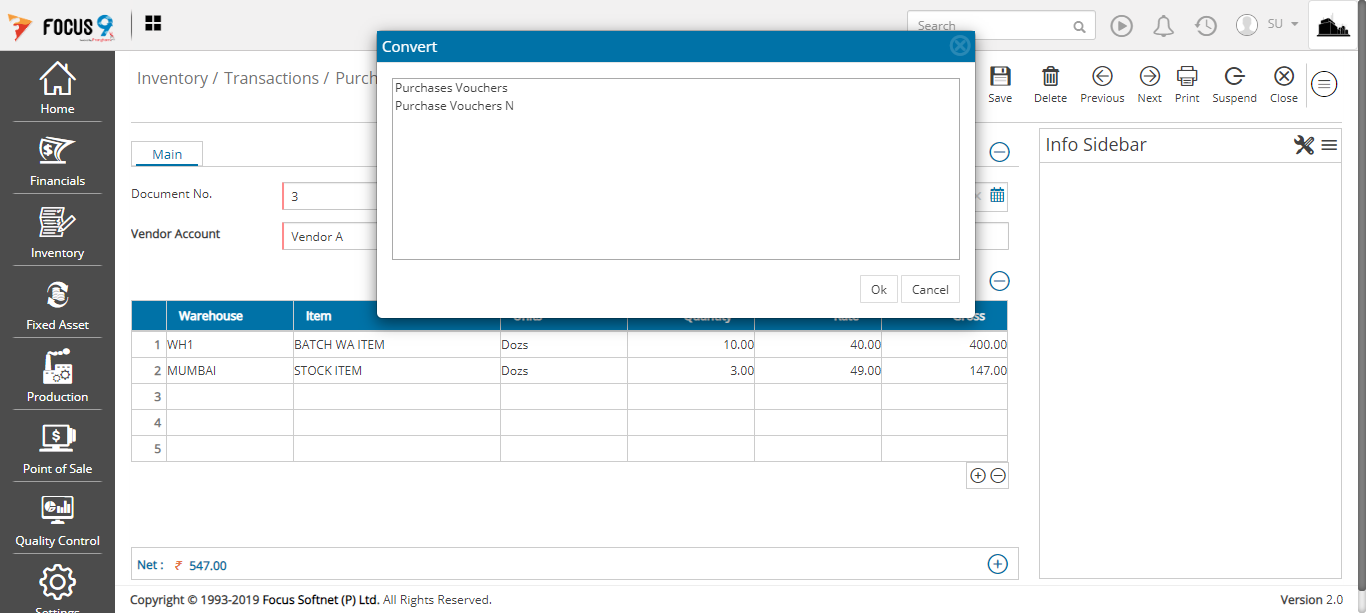 FOCUS 9
Search
SU
Convert
Inventory / Transactions / Purch
Save
Delete
Previous
Next
Print
Suspend
Close
Purchases Vouchers
Purchase Vouchers N
Ok
Cancel
Home
Financials
Inventory
Fixed Asset
Production
Point of Sale
Quality Control
Settings
Main
Document No.
3
Vendor Account
Vendor A
Info Sidebar
Warehouse Item Units Quantity Rate Gross
1 WH1 BATCH WA ITEM Dozs 10.00 40.00 400.00
2 MUMBAI STOCK ITEM Dozs 3.00 49.00 147.00
3
4
5
Net : ₹ 547.00
Copyright © 1993-2019 Focus Softnet (P) Ltd. All Rights Reserved.
Version 2.0